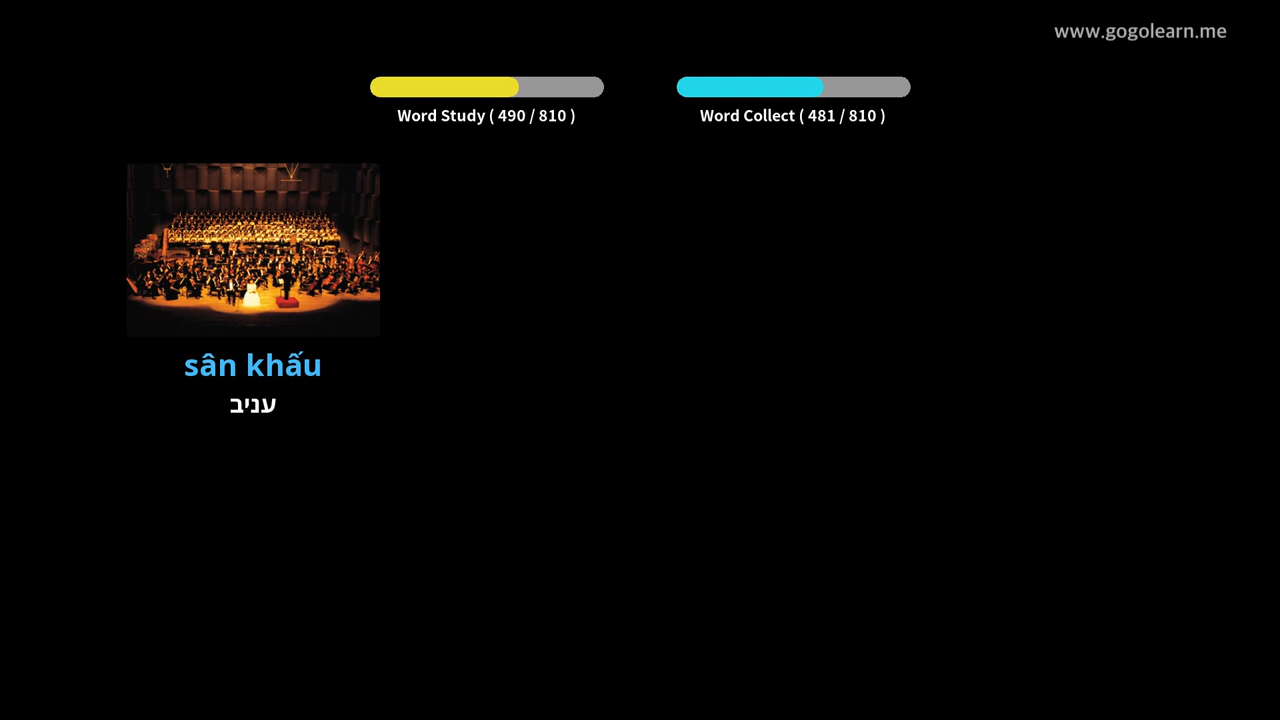 www.gogolearn.me
Word Study ( 490 / 810 )
Word Collect ( 481 / 810 )
sân khấu
עניב